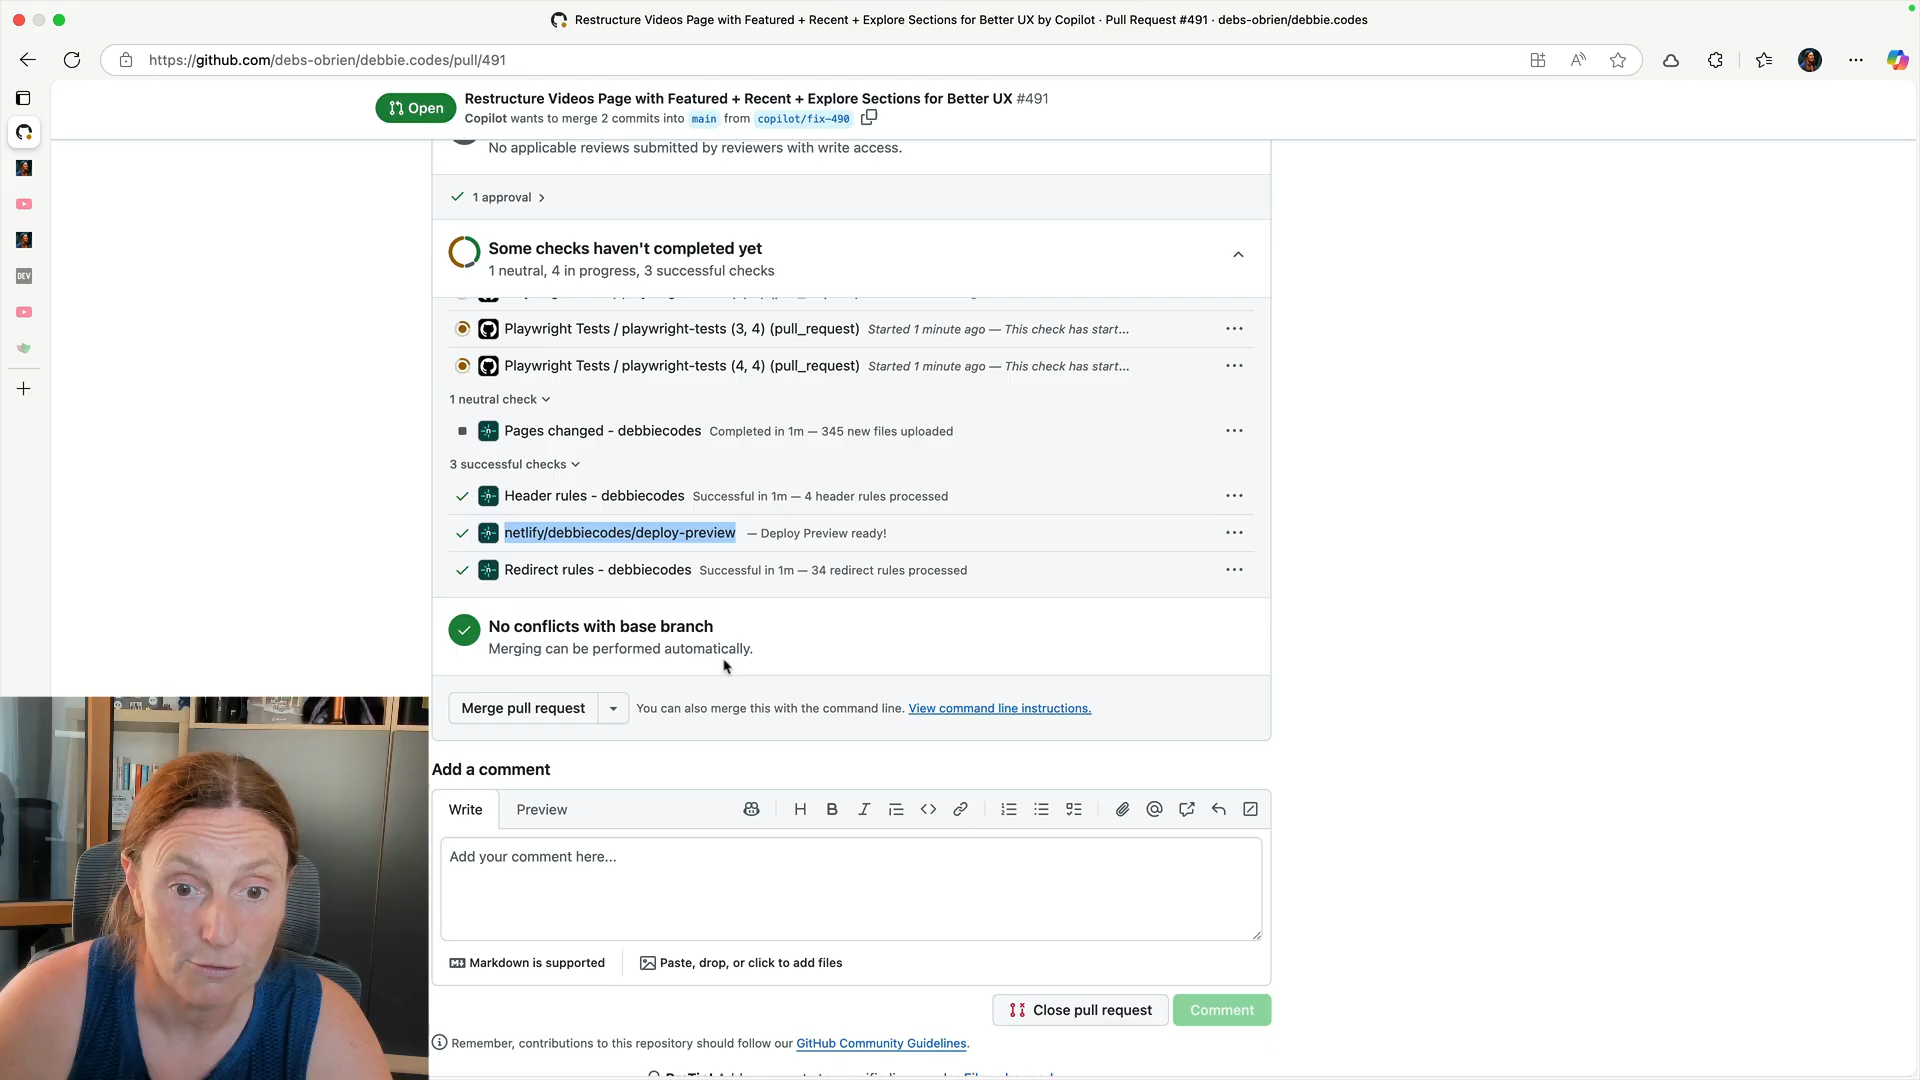 Restructure Videos Page with Featured + Recent + Explore Sections for Better UX by Copilot · Pull Request #491 · debs-obrien/debbie.codes
https://github.com/debs-obrien/debbie.codes/pull/491
Open
Restructure Videos Page with Featured + Recent + Explore Sections for Better UX #491
Copilot wants to merge 2 commits into main from copilot/fix-490
No applicable reviews submitted by reviewers with write access.
1 approval
Some checks haven't completed yet
1 neutral, 4 in progress, 3 successful checks
Playwright Tests / playwright-tests (3, 4) (pull_request) Started 1 minute ago — This check has start...
Playwright Tests / playwright-tests (4, 4) (pull_request) Started 1 minute ago — This check has start...
1 neutral check
Pages changed - debbiecodes Completed in 1m — 345 new files uploaded
3 successful checks
Header rules - debbiecodes Successful in 1m — 4 header rules processed
netlify/debbiecodes/deploy-preview — Deploy Preview ready!
Redirect rules - debbiecodes Successful in 1m — 34 redirect rules processed
No conflicts with base branch
Merging can be performed automatically.
Merge pull request
You can also merge this with the command line. View command line instructions.
Add a comment
Write
Preview
Add your comment here...
Markdown is supported
Paste, drop, or click to add files
Close pull request
Comment
Remember, contributions to this repository should follow our GitHub Community Guidelines.
DEV